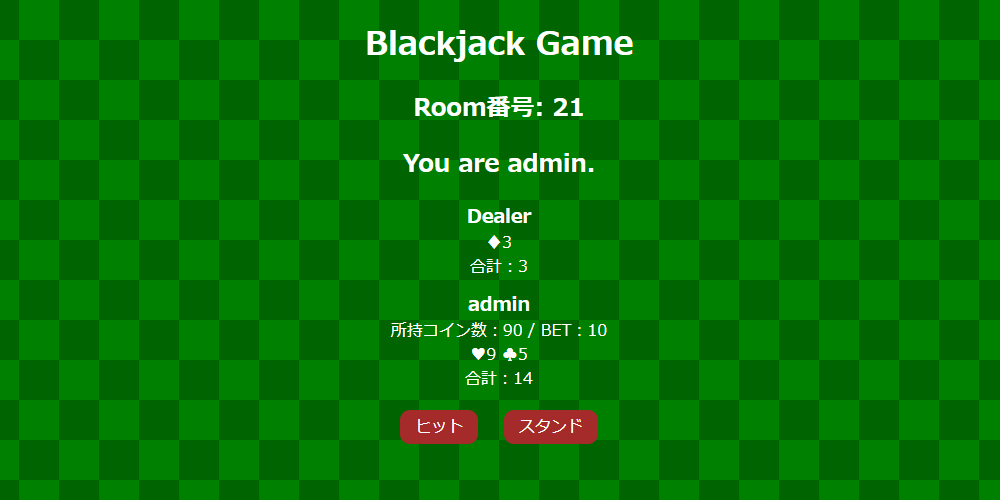 Blackjack Game
Room番号: 21
You are admin.
Dealer
♦3
合計：3
admin
所持コイン数：90 / BET：10
♥9 ♣5
合計：14
ヒット
スタンド